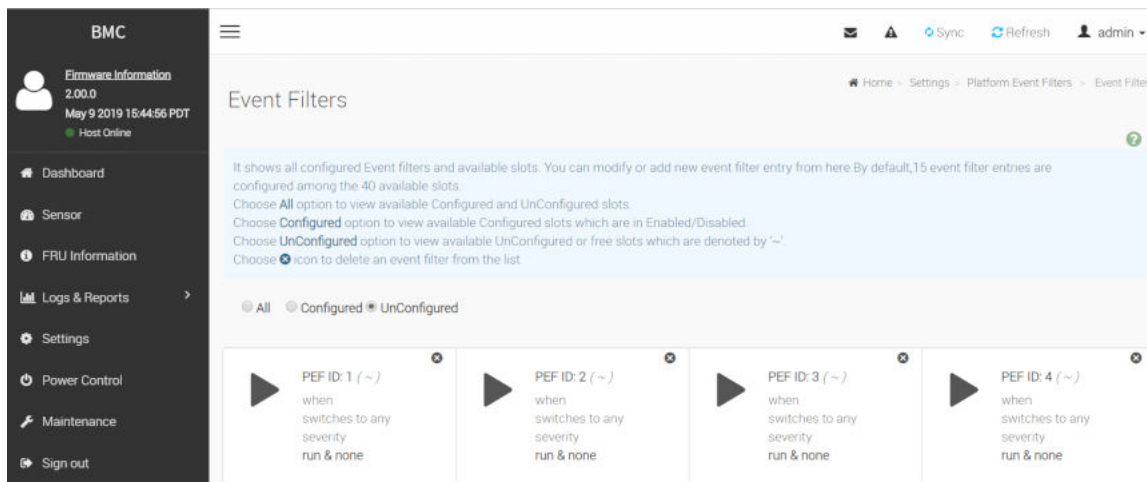 BMC
Sync
Refresh
admin
Firmware Information
2.00.0
May 9 2019 15:44:56 PDT
Host Online
Home > Settings > Platform Event Filters > Event Filte
Event Filters
It shows all configured Event filters and available slots. You can modify or add new event filter entry from here By default,15 event filter entries are
configured among the 40 available slots.
Choose All option to view available Configured and UnConfigured slots.
Choose Configured option to view available Configured slots which are in Enabled/Disabled.
Choose UnConfigured option to view available UnConfigured or free slots which are denoted by '~'.
Choose icon to delete an event filter from the list
Dashboard
Sensor
FRU Information
Logs & Reports >
Settings
Power Control
Maintenance
Sign out
All Configured UnConfigured
PEF ID: 1 ( ~ )
when
switches to any
severity
run & none
PEF ID: 2 ( ~ )
when
switches to any
severity
run & none
PEF ID: 3 ( ~ )
when
switches to any
severity
run & none
PEF ID: 4 ( ~ )
when
switches to any
severity
run & none